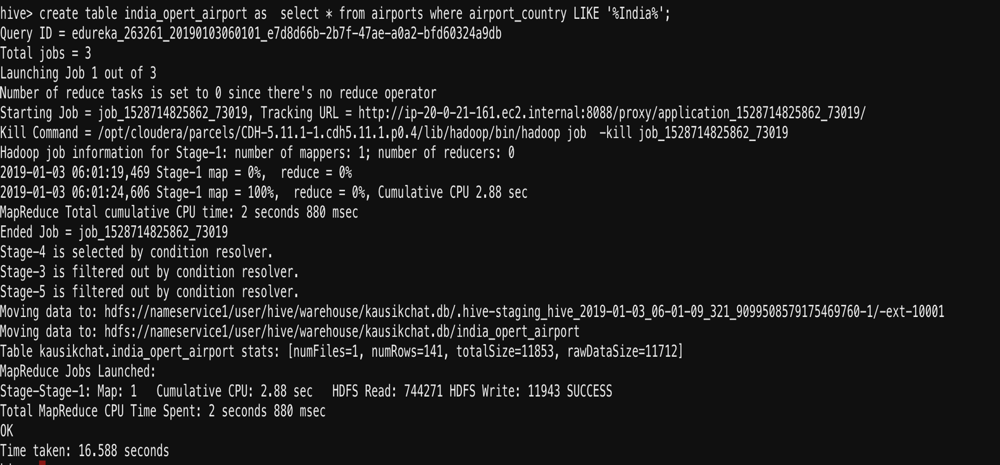 hive> create table india_opert_airport as  select * from airports where airport_country LIKE '%India%';
Query ID = edureka_263261_20190103060101_e7d8d66b-2b7f-47ae-a0a2-bfd60324a9db
Total jobs = 3
Launching Job 1 out of 3
Number of reduce tasks is set to 0 since there's no reduce operator
Starting Job = job_1528714825862_73019, Tracking URL = http://ip-20-0-21-161.ec2.internal:8088/proxy/application_1528714825862_73019/
Kill Command = /opt/cloudera/parcels/CDH-5.11.1-1.cdh5.11.1.p0.4/lib/hadoop/bin/hadoop job  -kill job_1528714825862_73019
Hadoop job information for Stage-1: number of mappers: 1; number of reducers: 0
2019-01-03 06:01:19,469 Stage-1 map = 0%,  reduce = 0%
2019-01-03 06:01:24,606 Stage-1 map = 100%,  reduce = 0%, Cumulative CPU 2.88 sec
MapReduce Total cumulative CPU time: 2 seconds 880 msec
Ended Job = job_1528714825862_73019
Stage-4 is selected by condition resolver.
Stage-3 is filtered out by condition resolver.
Stage-5 is filtered out by condition resolver.
Moving data to: hdfs://nameservice1/user/hive/warehouse/kausikchat.db/.hive-staging_hive_2019-01-03_06-01-09_321_9099508579175469760-1/-ext-10001
Moving data to: hdfs://nameservice1/user/hive/warehouse/kausikchat.db/india_opert_airport
Table kausikchat.india_opert_airport stats: [numFiles=1, numRows=141, totalSize=11853, rawDataSize=11712]
MapReduce Jobs Launched:
Stage-Stage-1: Map: 1   Cumulative CPU: 2.88 sec   HDFS Read: 744271 HDFS Write: 11943 SUCCESS
Total MapReduce CPU Time Spent: 2 seconds 880 msec
OK
Time taken: 16.588 seconds